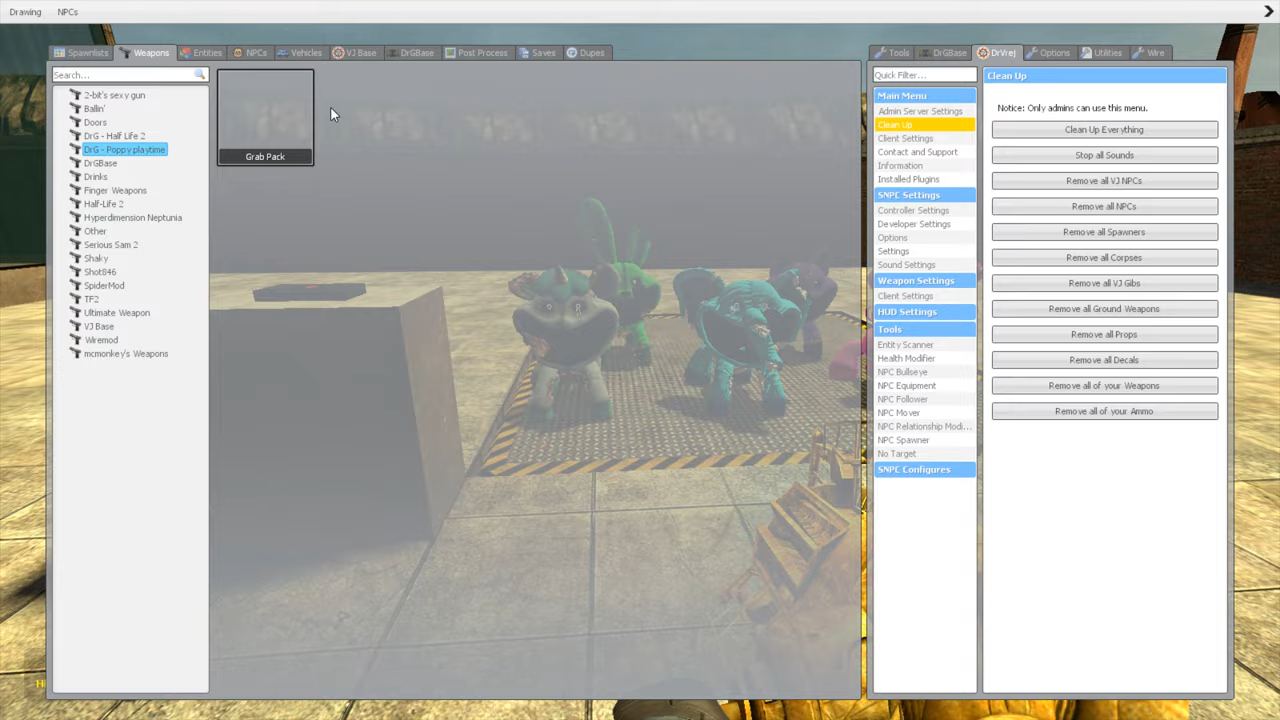 Drawing NPCs
Spawnlists Weapons Entities NPCs Vehicles VJ Base DrGBase Post Process Saves Dupes
Search...
2-bit's sexy gun
Ballin'
Doors
DrG - Half Life 2
DrG - Poppy playtime
DrGBase
Drinks
Finger Weapons
Half-Life 2
Hyperdimension Neptunia
Other
Serious Sam 2
Shaky
Shot846
SpiderMod
TF2
Ultimate Weapon
VJ Base
Wiremod
mcmonkey's Weapons
Grab Pack
Tools DrGBase DrVrej Options Utilities Wire
Quick Filter...
Main Menu
Admin Server Settings
Clean Up
Client Settings
Contact and Support
Information
Installed Plugins
SNPC Settings
Controller Settings
Developer Settings
Options
Settings
Sound Settings
Weapon Settings
Client Settings
HUD Settings
Tools
Entity Scanner
Health Modifier
NPC Bullseye
NPC Equipment
NPC Follower
NPC Mover
NPC Relationship Modi...
NPC Spawner
No Target
SNPC Configures
Clean Up
Notice: Only admins can use this menu.
Clean Up Everything
Stop all Sounds
Remove all VJ NPCs
Remove all NPCs
Remove all Spawners
Remove all Corpses
Remove all VJ Gibs
Remove all Ground Weapons
Remove all Props
Remove all Decals
Remove all of your Weapons
Remove all of your Ammo